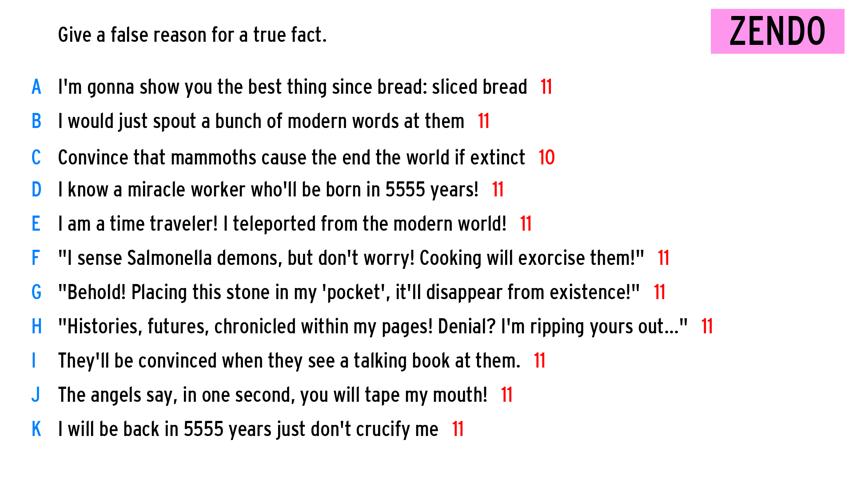 Give a false reason for a true fact.
ZENDO
A I'm gonna show you the best thing since bread: sliced bread 11
B I would just spout a bunch of modern words at them 11
C Convince that mammoths cause the end the world if extinct 10
D I know a miracle worker who'll be born in 5555 years! 11
E I am a time traveler! I teleported from the modern world! 11
F "I sense Salmonella demons, but don't worry! Cooking will exorcise them!" 11
G "Behold! Placing this stone in my 'pocket', it'll disappear from existence!" 11
H "Histories, futures, chronicled within my pages! Denial? I'm ripping yours out..." 11
I They'll be convinced when they see a talking book at them. 11
J The angels say, in one second, you will tape my mouth! 11
K I will be back in 5555 years just don't crucify me 11